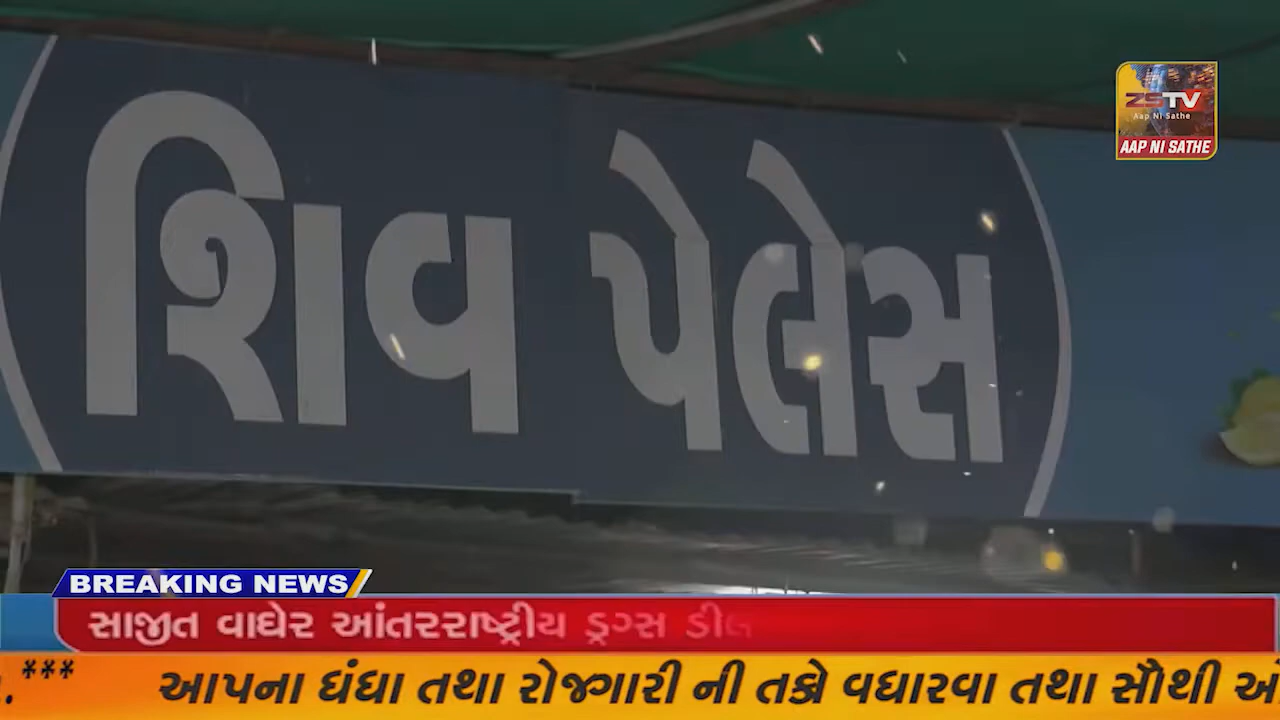 શિવ પેલેસ
ZSTV
Aap Ni Sathe
AAP NI SATHE
BREAKING NEWS
સાજીત વાઘેર આંતરરાષ્ટ્રીય ડ્રગ્સ ડીલ
.*** આપના ધંધા તથા રોજગારી ની તકો વધારવા તથા સૌથી